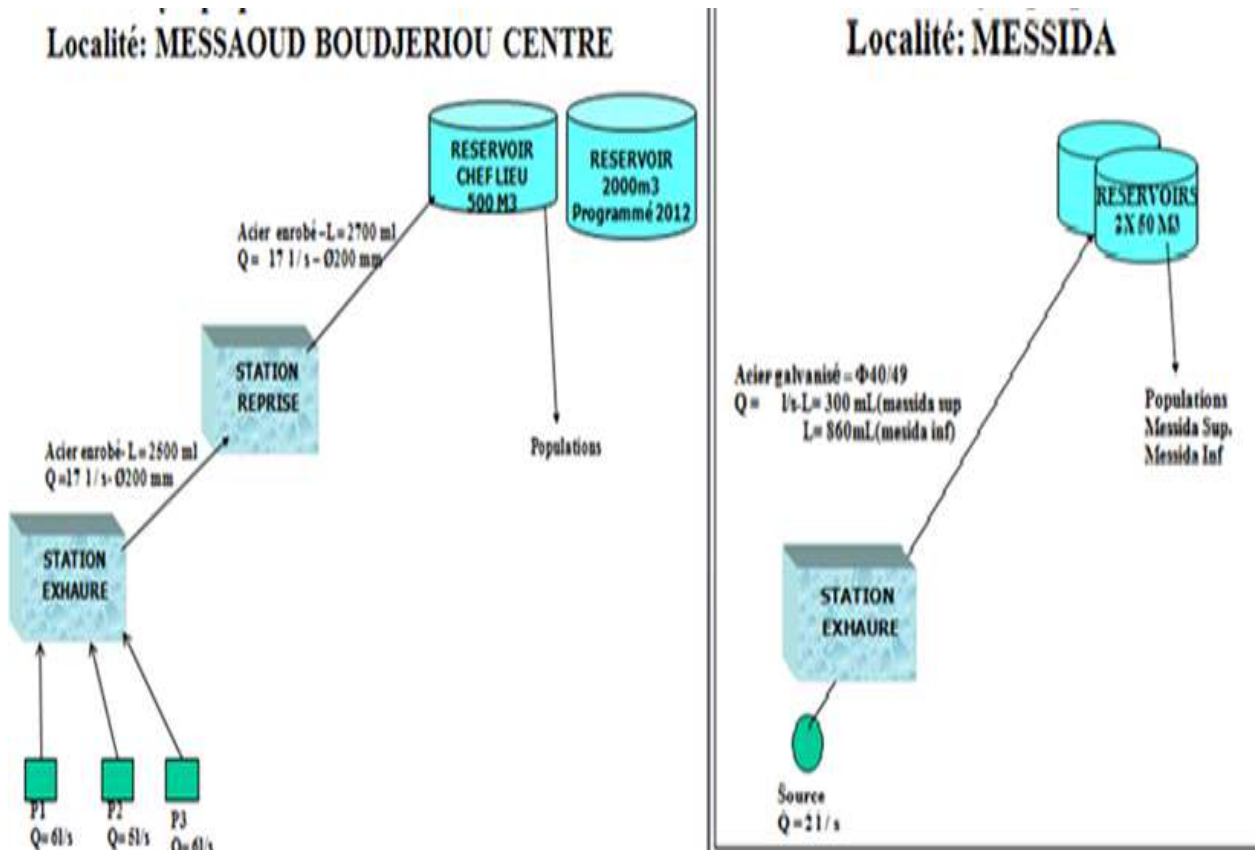 Localité: MESSAOUD BOUDJERIOU CENTRE
RESERVOIR
CHEF LIEU
500 M3
RESERVOIR
2000m3
Programmé 2012
Acier enrobé -L= 2700 ml
Q= 17 l/s - Ø200 mm
STATION
REPRISE
Populations
Acier enrobé- L= 2600 ml
Q=17 l/s- Ø200 mm
STATION
EXHAURE
P1
Q= 6l/s
P2
Q= 5l/s
P3
Q= 6l/s
Localité: MESSIDA
RESERVOIRS
2X 50 M3
Acier galvanisé = Φ40/49
Q= l/s-L= 300 mL(messida sup
L= 860mL(mesida inf)
Populations
Messida Sup.
Messida Inf
STATION
EXHAURE
Source
Q=2l/s